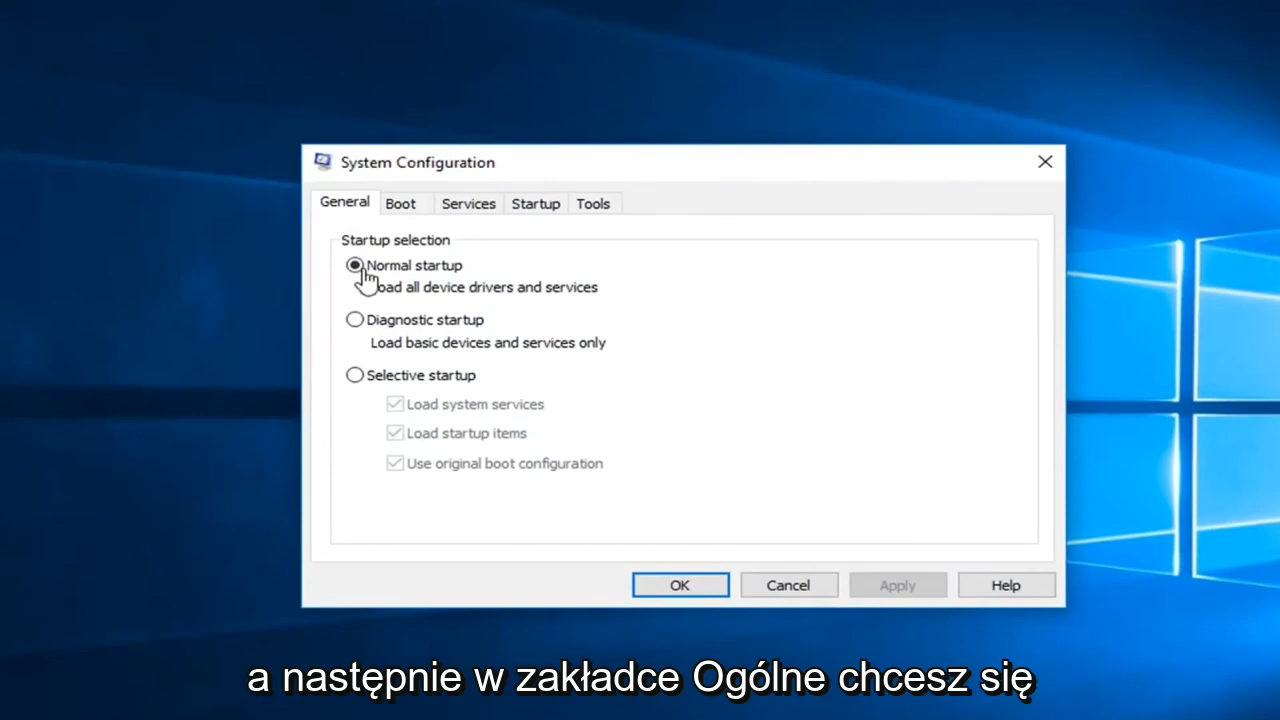 System Configuration
General Boot Services Startup Tools
Startup selection
Normal startup
oad all device drivers and services
Diagnostic startup
Load basic devices and services only
Selective startup
Load system services
Load startup items
Use original boot configuration
OK Cancel Apply Help
a następnie w zakładce Ogólne chcesz się